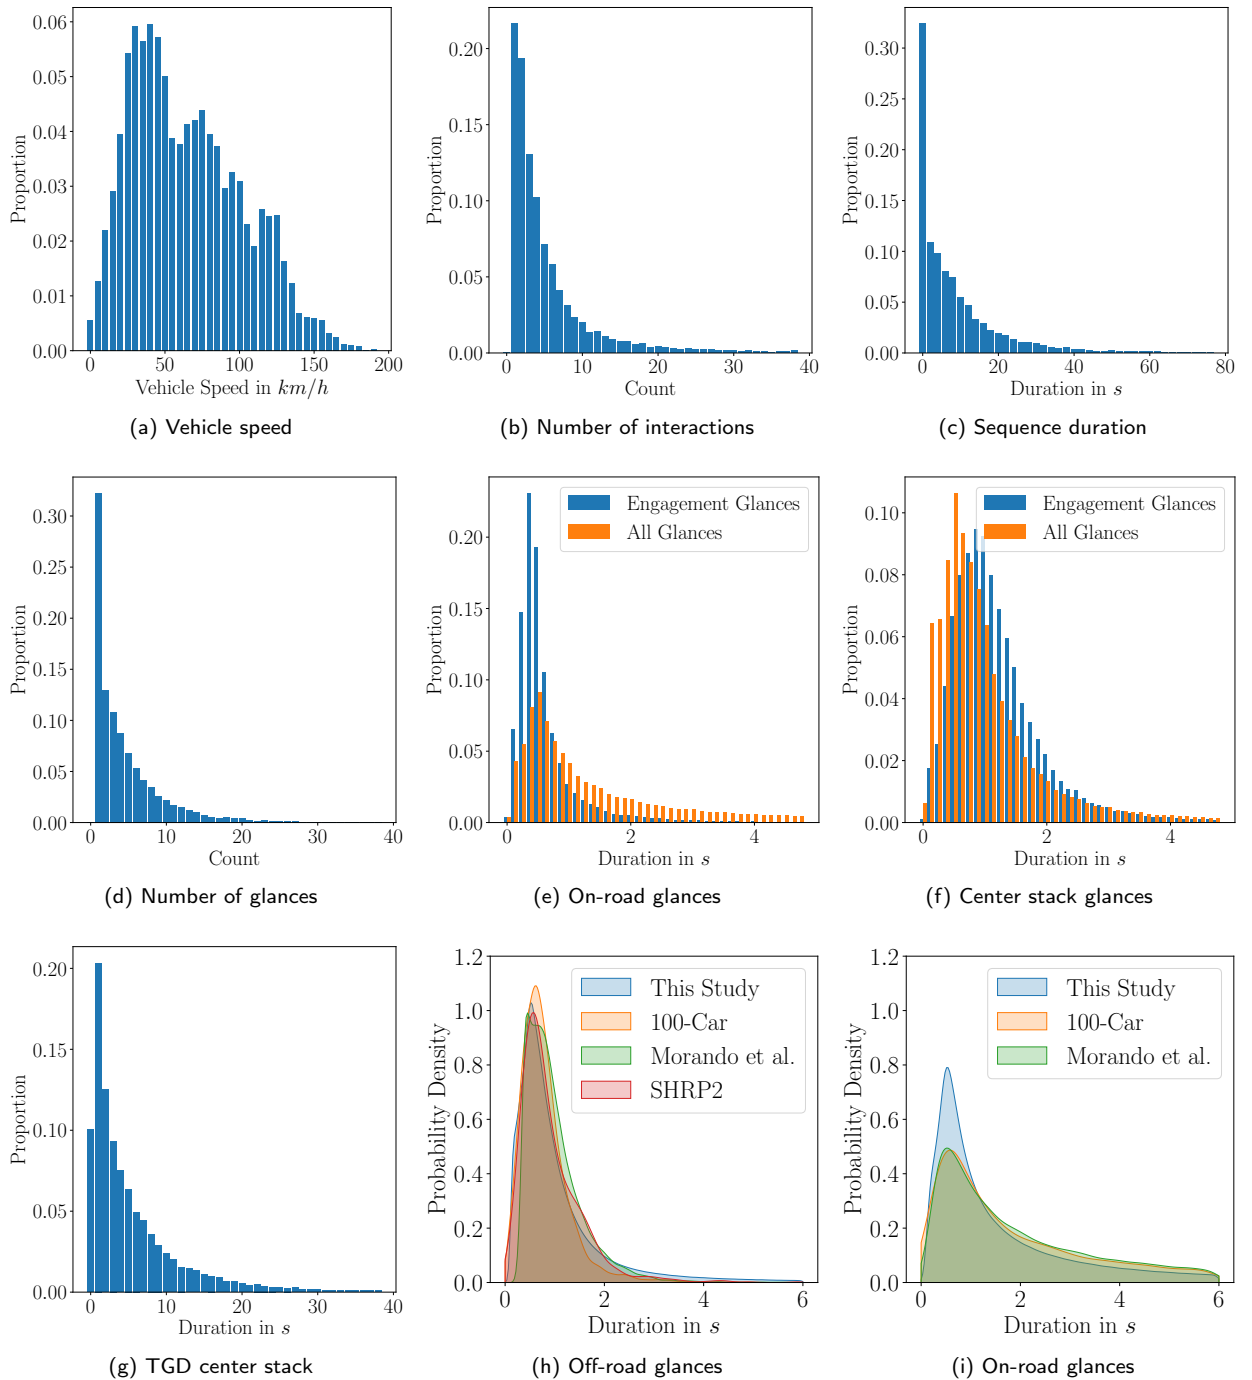 0.06
0.05
0.04
0.03
0.02
0.01
0.00
Proportion
0 50 100 150 200
Vehicle Speed in km/h
(a) Vehicle speed
0.20
0.15
0.10
0.05
0.00
Proportion
0 10 20 30 40
Count
(b) Number of interactions
0.30
0.25
0.20
0.15
0.10
0.05
0.00
Proportion
0 20 40 60 80
Duration in s
(c) Sequence duration
0.30
0.25
0.20
0.15
0.10
0.05
0.00
Proportion
0 10 20 30 40
Count
(d) Number of glances
Engagement Glances
All Glances
0.20
0.15
0.10
0.05
0.00
Proportion
0 2 4
Duration in s
(e) On-road glances
Engagement Glances
All Glances
0.10
0.08
0.06
0.04
0.02
0.00
Proportion
0 2 4
Duration in s
(f) Center stack glances
0.20
0.15
0.10
0.05
0.00
Proportion
0 10 20 30 40
Duration in s
(g) TGD center stack
1.2
1.0
0.8
0.6
0.4
0.2
0.0
Probability Density
This Study
100-Car
Morando et al.
SHRP2
0 2 4 6
Duration in s
(h) Off-road glances
1.2
1.0
0.8
0.6
0.4
0.2
0.0
Probability Density
This Study
100-Car
Morando et al.
0 2 4 6
Duration in s
(i) On-road glances